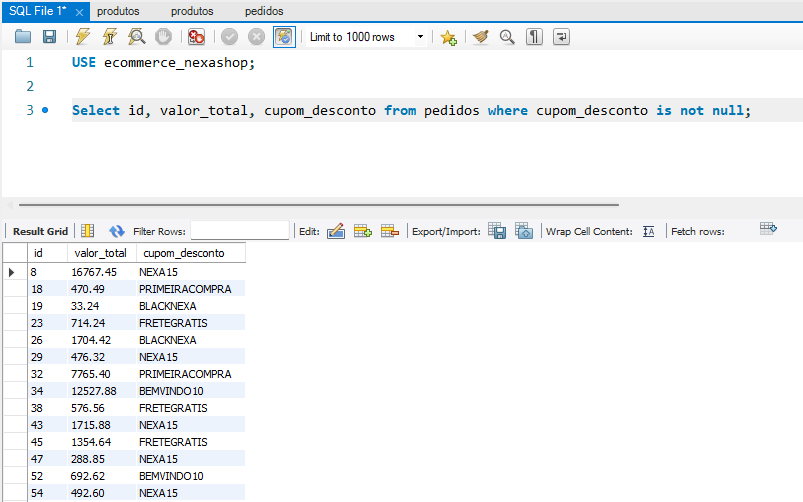 SQL File 1* × produtos produtos pedidos
Limit to 1000 rows
1 USE ecommerce_nexashop;
2
3 Select id, valor_total, cupom_desconto from pedidos where cupom_desconto is not null;
Result Grid Filter Rows: Edit: Export/Import: Wrap Cell Content: IA Fetch rows:
id valor_total cupom_desconto
8 16767.45 NEXA15
18 470.49 PRIMEIRACOMPRA
19 33.24 BLACKNEXA
23 714.24 FRETEGRATIS
26 1704.42 BLACKNEXA
29 476.32 NEXA15
32 7765.40 PRIMEIRACOMPRA
34 12527.88 BEMVINDO10
38 576.56 FRETEGRATIS
43 1715.88 NEXA15
45 1354.64 FRETEGRATIS
47 288.85 NEXA15
52 692.62 BEMVINDO10
54 492.60 NEXA15